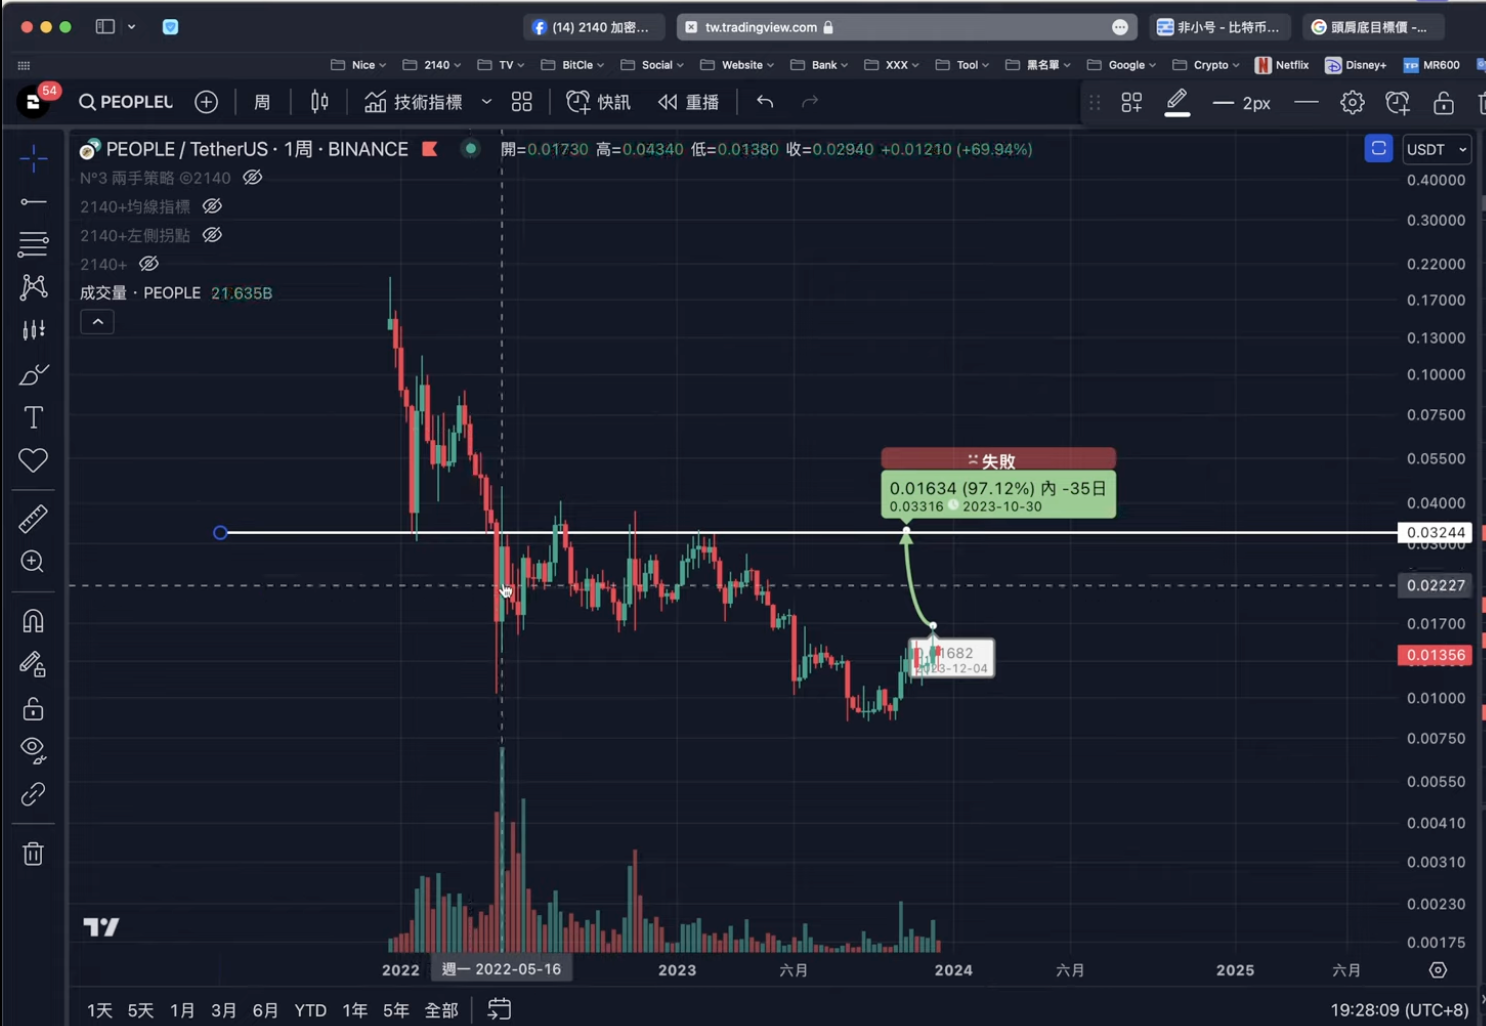 (14) 2140 加密...
tw.tradingview.com
非小号 - 比特币...
頭肩底目標價 -...
Nice
2140
TV
BitCle
Social
Website
Bank
XXX
Tool
黑名單
Google
Crypto
Netflix
Disney+
TP MR600
54
PEOPLEU
周
技術指標
快訊
重播
2px
PEOPLE / TetherUS · 1周 · BINANCE
開=0.01730 高=0.04340 低=0.01380 收=0.02940 +0.01210 (+69.94%)
USDT
N°3 兩手策略 ©2140
2140+均線指標
2140+左側拐點
2140+
成交量 · PEOPLE 21.635B
0.40000
0.30000
0.22000
0.17000
0.13000
0.10000
0.07500
0.05500
0.04000
0.03244
0.03000
0.02227
0.01700
0.01356
0.01000
0.00750
0.00550
0.00410
0.00310
0.00230
0.00175
失敗
0.01634 (97.12%) 內 -35日
0.03316 2023-10-30
0.01682
2023-12-04
2022
週一 2022-05-16
2023
六月
2024
六月
2025
六月
1天 5天 1月 3月 6月 YTD 1年 5年 全部
19:28:09 (UTC+8)